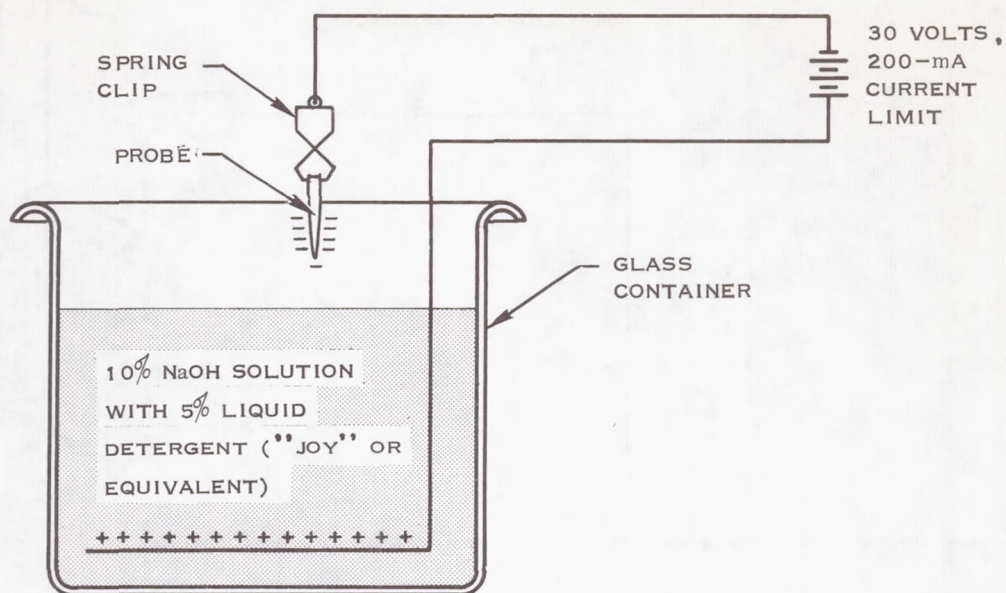 SPRING
CLIP
PROBE
30 VOLTS,
200-mA
CURRENT
LIMIT
GLASS
CONTAINER
10% NaOH SOLUTION
WITH 5% LIQUID
DETERGENT ("JOY" OR
EQUIVALENT)
+ + + + + + + + + + + + + +